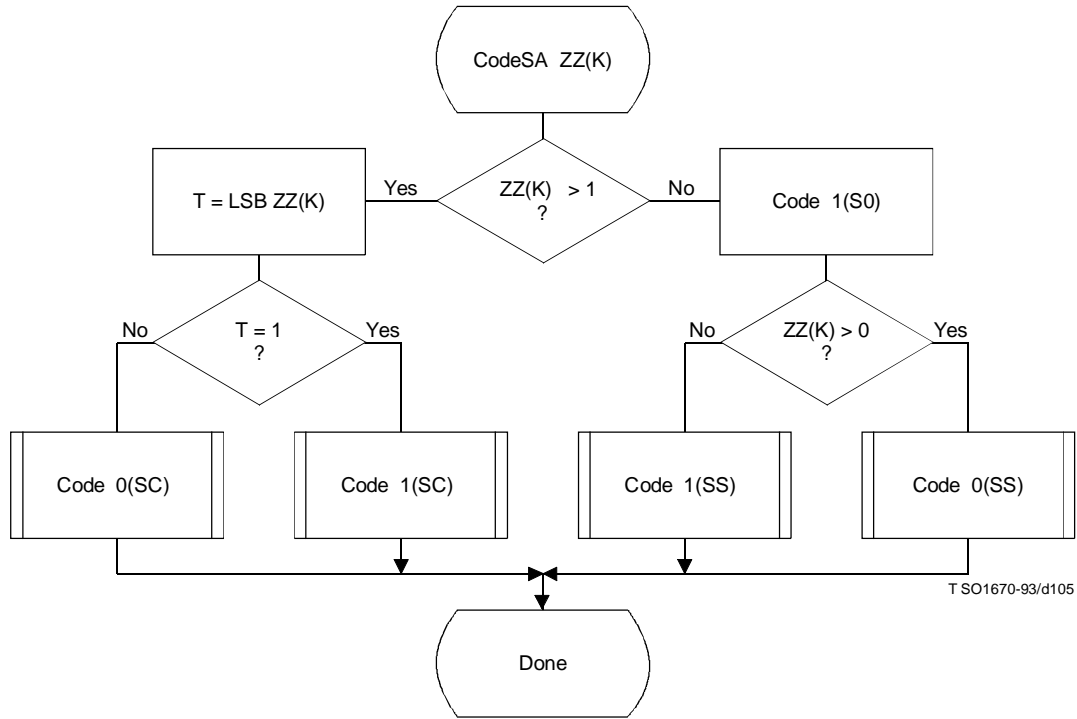 CodeSA ZZ(K)
T = LSB ZZ(K)
Yes
ZZ(K) > 1
?
No
Code 1(S0)
No
T = 1
?
Yes
No
ZZ(K) > 0
?
Yes
Code 0(SC)
Code 1(SC)
Code 1(SS)
Code 0(SS)
T SO1670-93/d105
Done